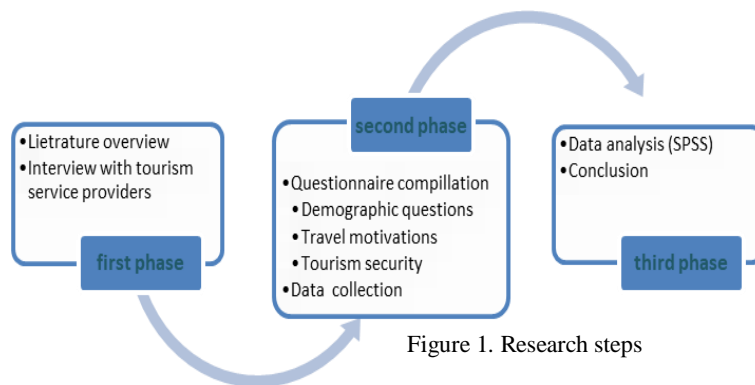 •Lietrature overview
•Interview with tourism
service providers
first phase
second phase
•Questionnaire compillation
•Demographic questions
•Travel motivations
•Tourism security
•Data collection
•Data analysis (SPSS)
•Conclusion
third phase
Figure 1. Research steps